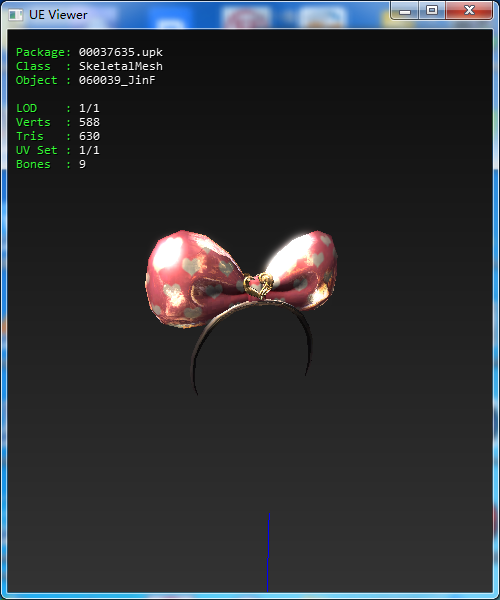 UE Viewer
Package: 00037635.upk
Class : SkeletalMesh
Object : 060039_JinF
LOD : 1/1
Verts : 588
Tris : 630
UV Set : 1/1
Bones : 9